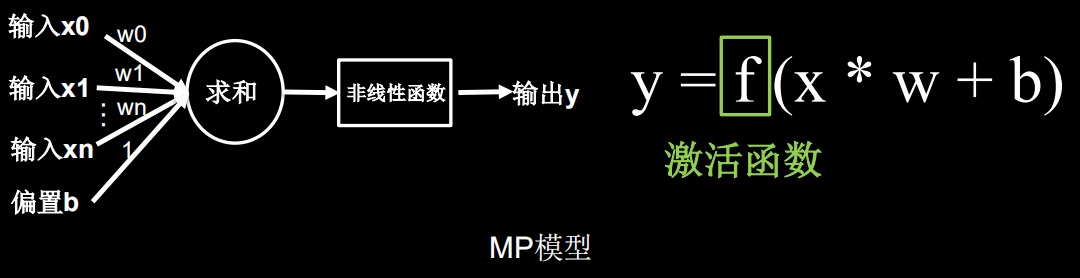 输入x0
w0
输入x1
w1
⋮
wn
输入xn
1
偏置b
求和
非线性函数
输出y
y = f(x * w + b)
激活函数
MP模型